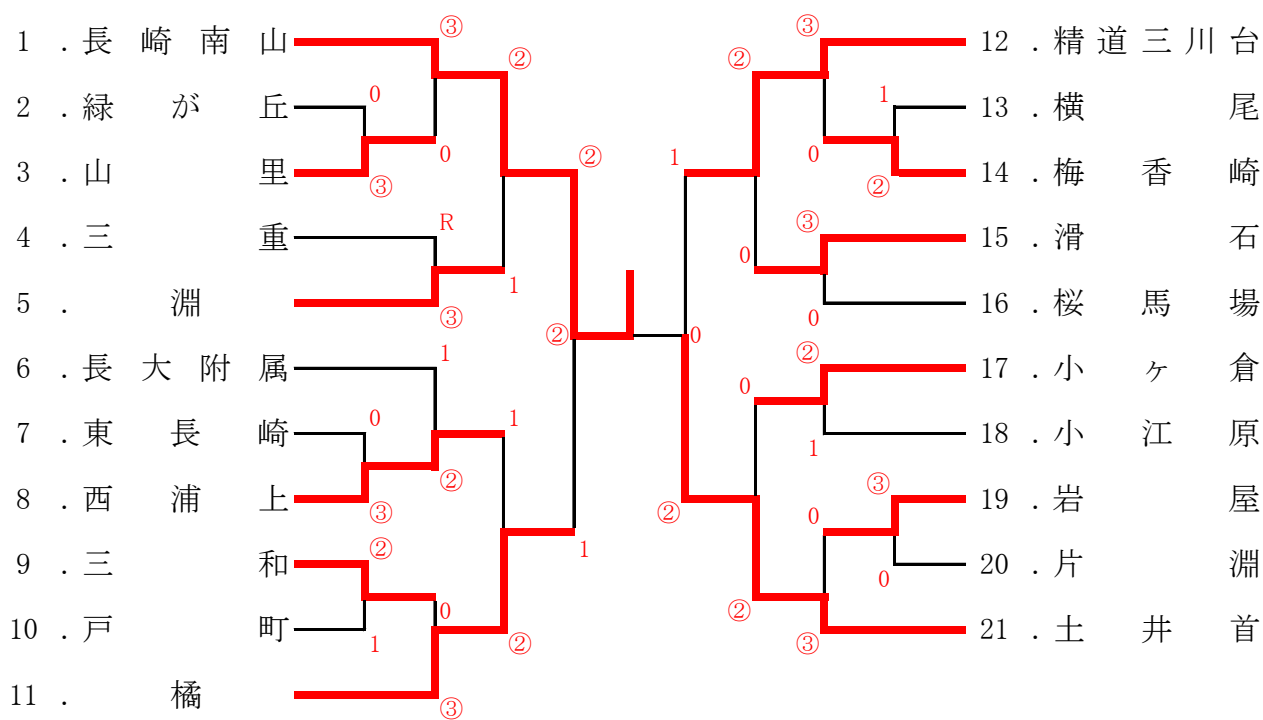 ③ ③
1 .長崎南山 ② ② 12 .精道三川台
0 1
2 .緑が丘 13 .横尾
0 ② 1 0
3 .山里 ③ ② 14 .梅香崎
R ③
4 .三重 15 .滑石
0
1
5 .淵 ③ 0 16 .桜馬場
② 0
1 ②
6 .長大附属 0 17 .小ヶ倉
0 1
7 .東長崎 1 18 .小江原
② ③
8 .西浦上 ③ ② 0 19 .岩屋
② 1
9 .三和 0 20 .片淵
0 ②
10 .戸町 1 ② ③ 21 .土井首
11 .橘 ③